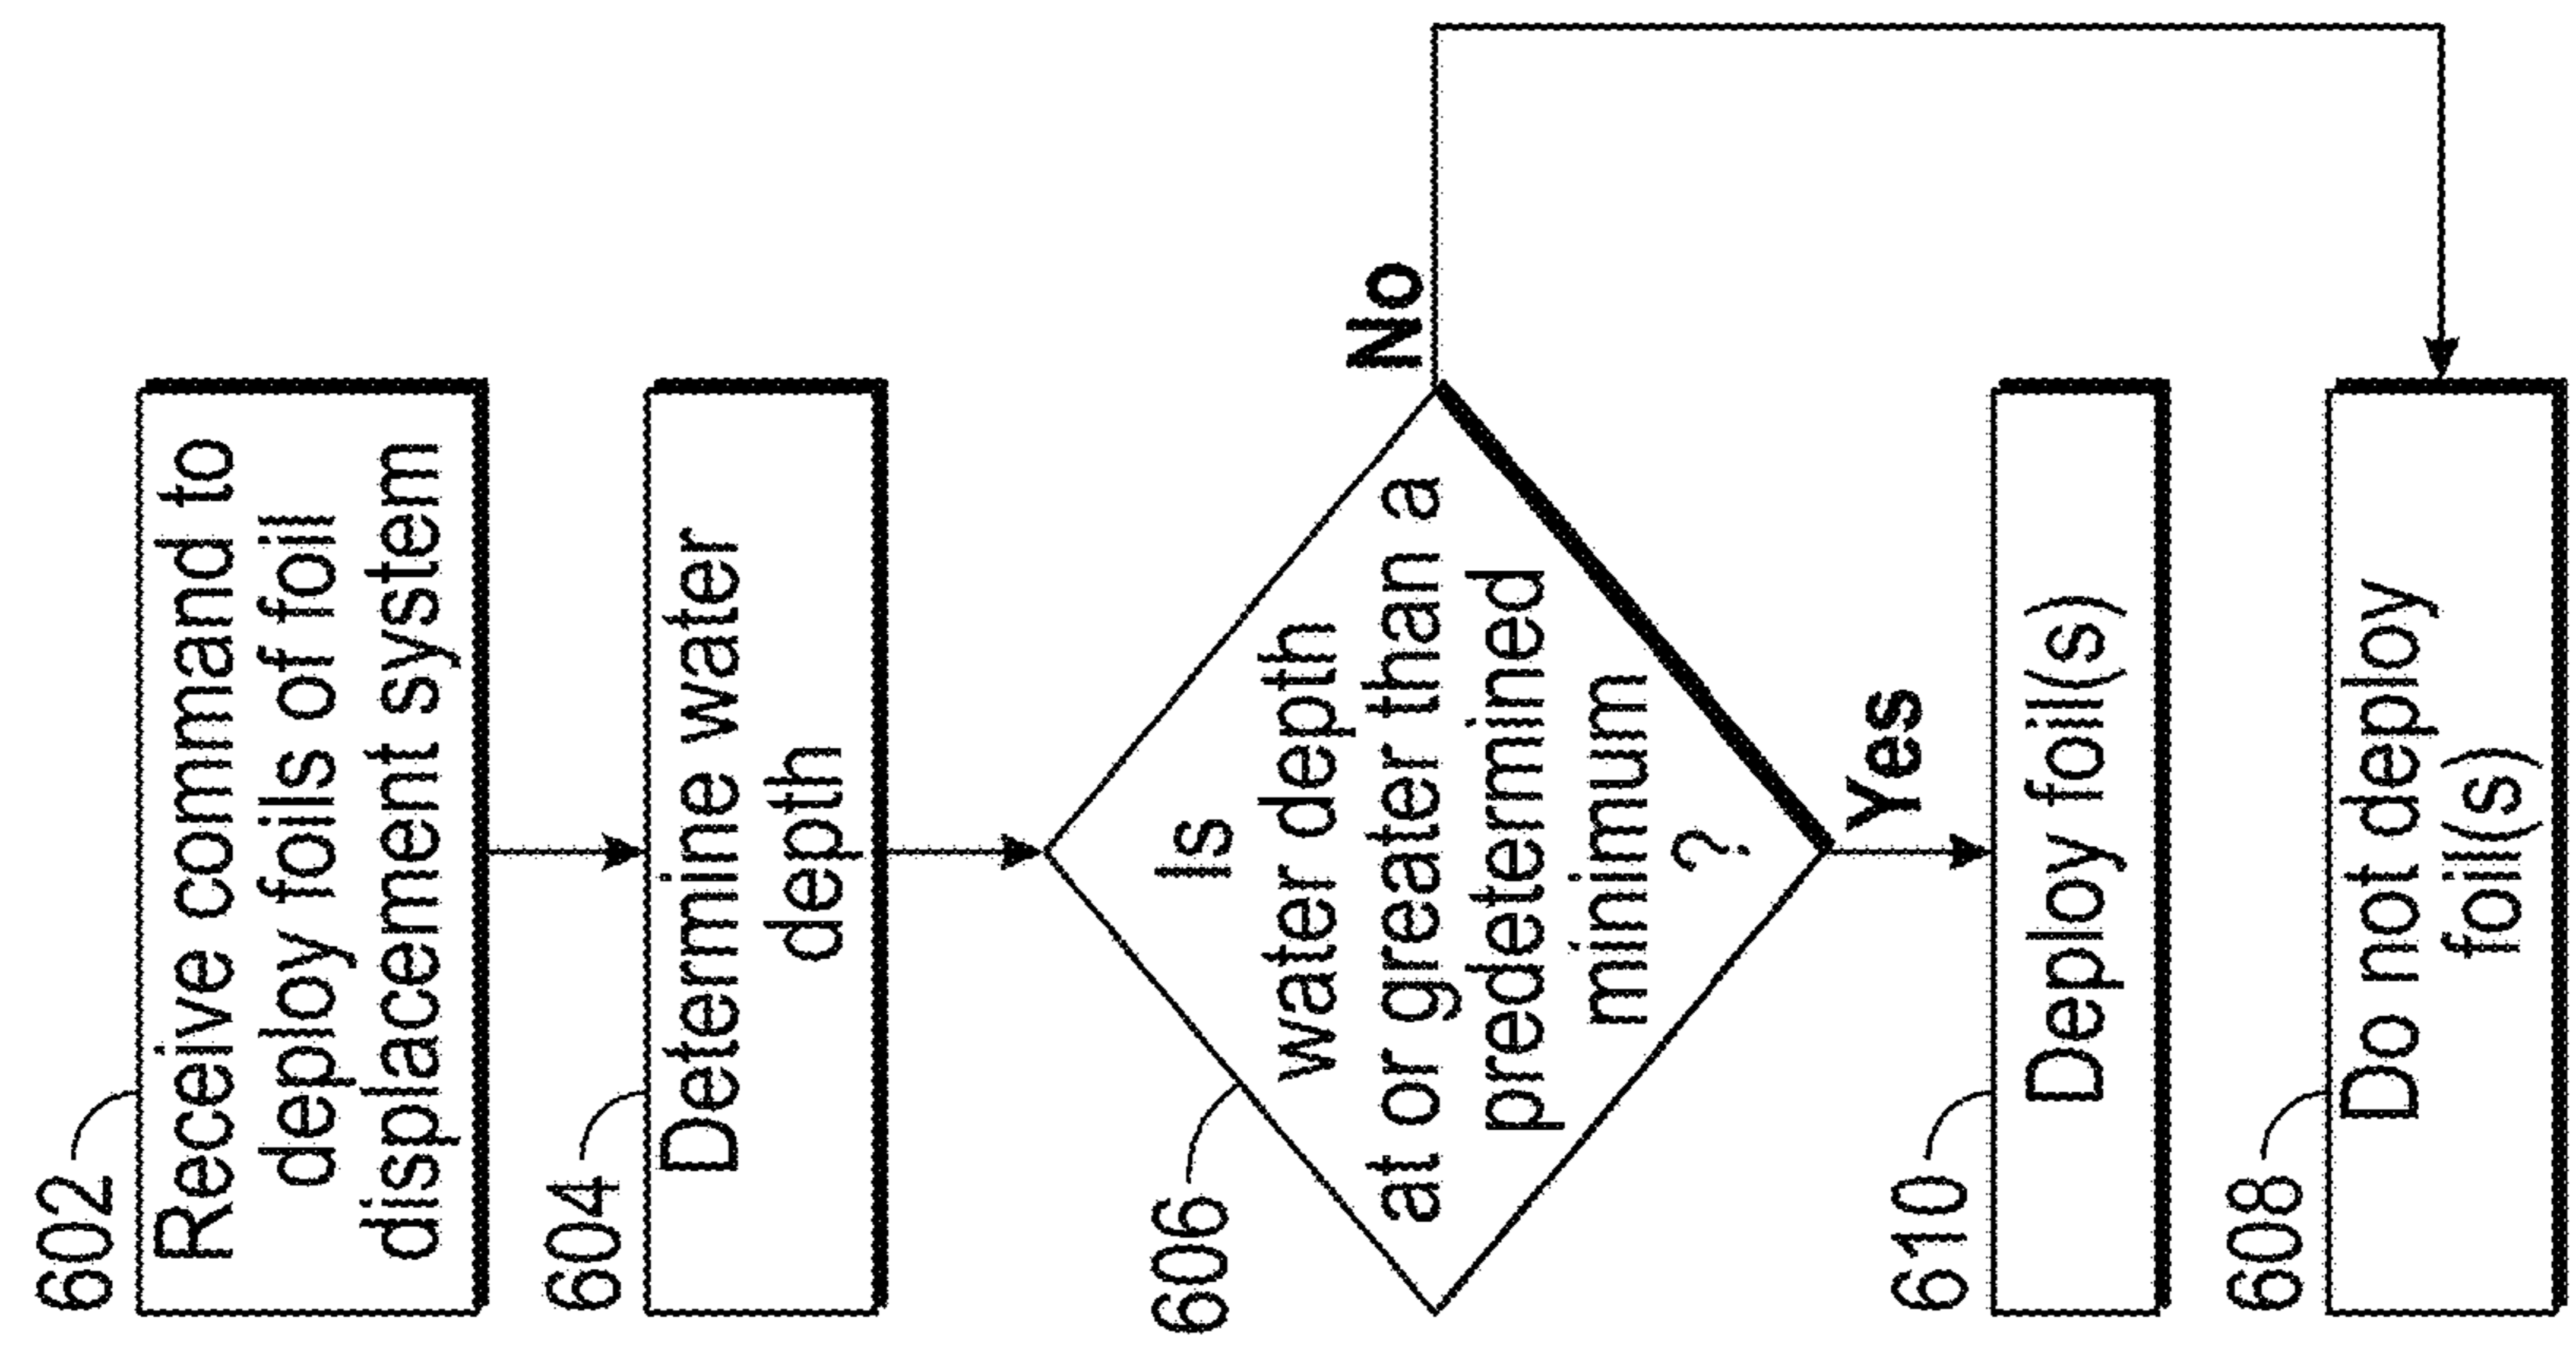 602
Receive command to
deploy foils of foil
displacement system
604
Determine water
depth
606
Is
water depth
at or greater than a
predetermined
minimum
?
No
Yes
610
Deploy foil(s)
608
Do not deploy
foil(s)